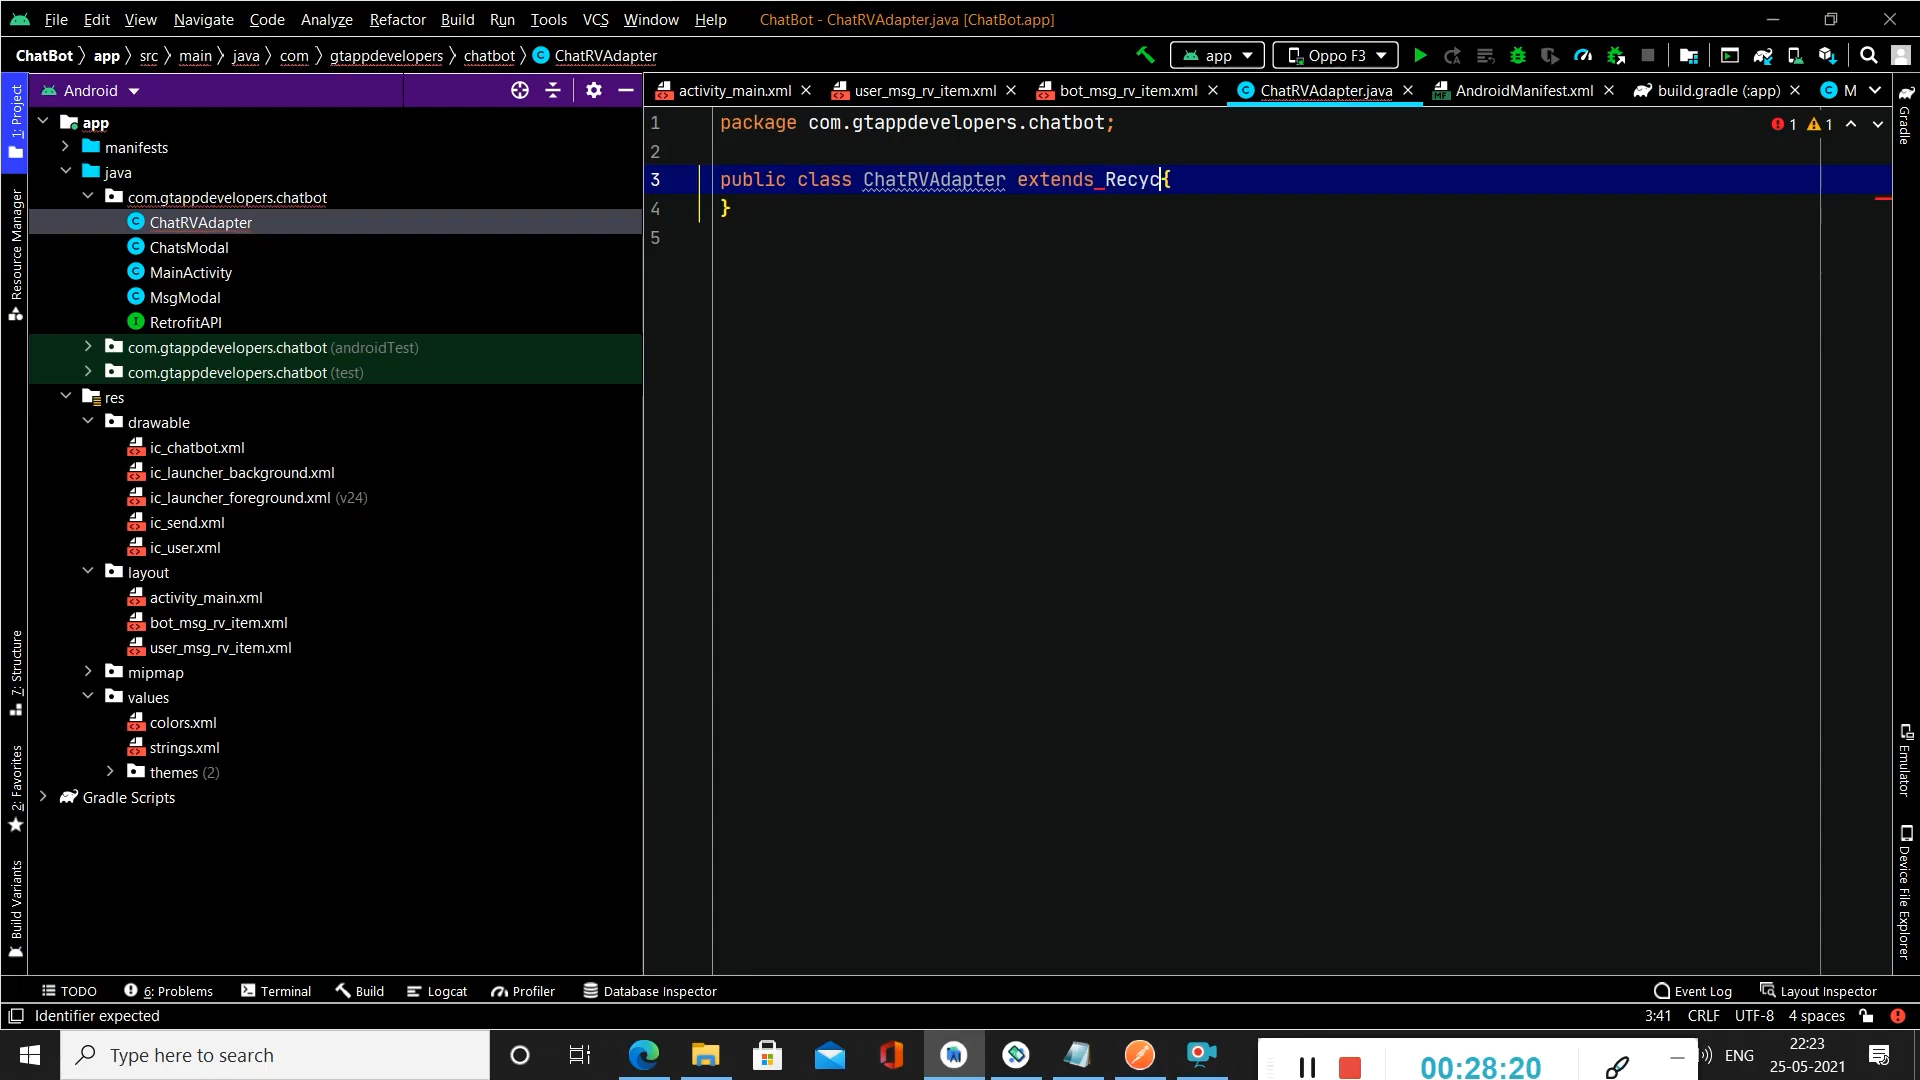 File Edit View Navigate Code Analyze Refactor Build Run Tools VCS Window Help ChatBot - ChatRVAdapter.java [ChatBot.app]
ChatBot app src main java com gtappdevelopers chatbot ChatRVAdapter app Oppo F3
Android activity_main.xml user_msg_rv_item.xml bot_msg_rv_item.xml ChatRVAdapter.java AndroidManifest.xml build.gradle (:app) M
1: Project
Resource Manager
7: Structure
2: Favorites
Build Variants
app
manifests
java
com.gtappdevelopers.chatbot
ChatRVAdapter
ChatsModal
MainActivity
MsgModal
RetrofitAPI
com.gtappdevelopers.chatbot (androidTest)
com.gtappdevelopers.chatbot (test)
res
drawable
ic_chatbot.xml
ic_launcher_background.xml
ic_launcher_foreground.xml (v24)
ic_send.xml
ic_user.xml
layout
activity_main.xml
bot_msg_rv_item.xml
user_msg_rv_item.xml
mipmap
values
colors.xml
strings.xml
themes (2)
Gradle Scripts
1 package com.gtappdevelopers.chatbot;
2
3 public class ChatRVAdapter extends Recyc{
4 }
5
1 1
Gradle
Emulator
Device File Explorer
TODO 6: Problems Terminal Build Logcat Profiler Database Inspector Event Log Layout Inspector
Identifier expected 3:41 CRLF UTF-8 4 spaces
Type here to search 00:28:20 ENG 22:23
25-05-2021